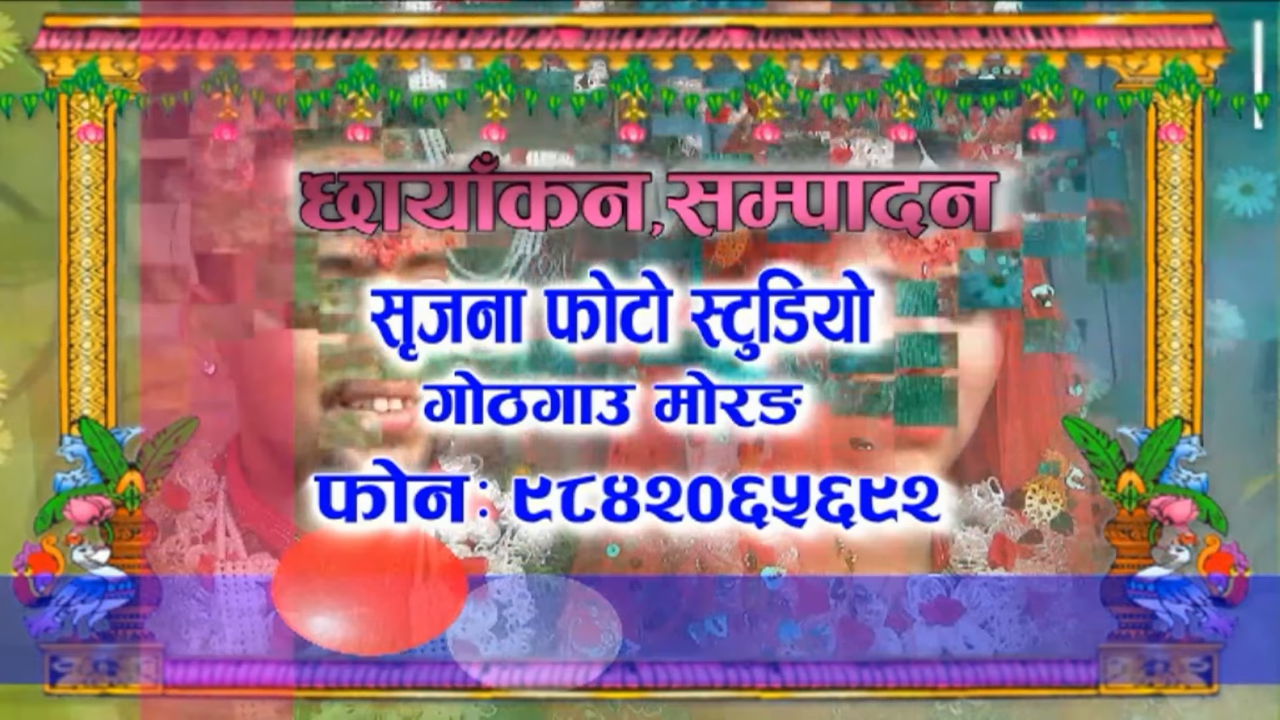 छायाँकन,सम्पादन
सृजना फोटो स्टुडियो
गोठगाउ मोरङ
फोनः ९८४२०६५६९२